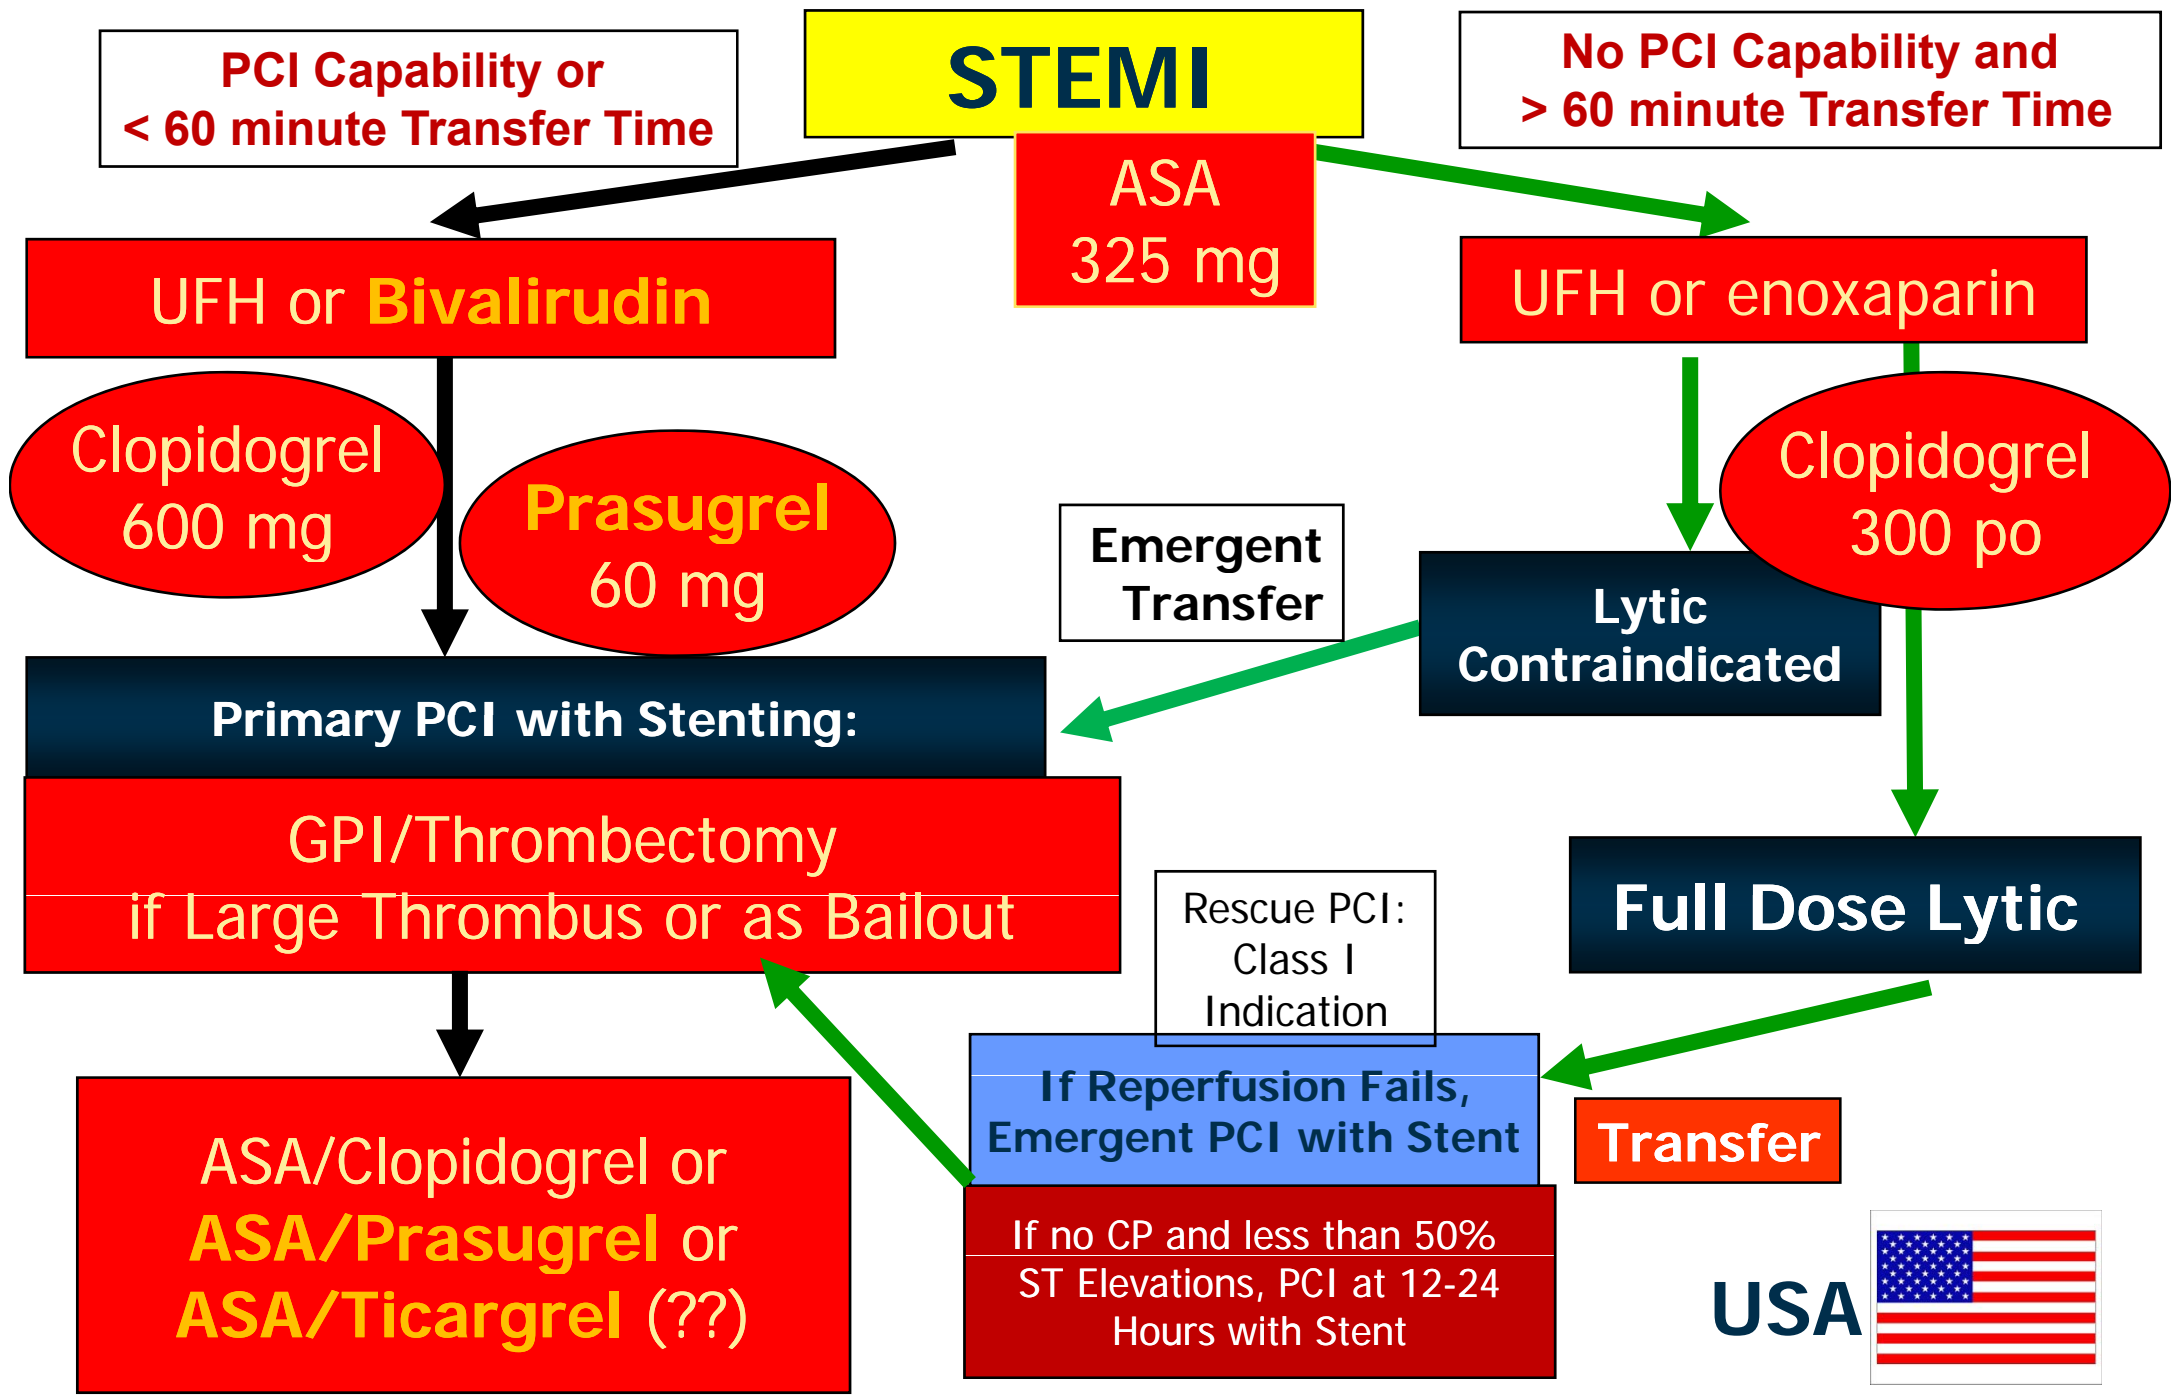 PCI Capability or
< 60 minute Transfer Time
STEMI
No PCI Capability and
> 60 minute Transfer Time
ASA
325 mg
UFH or Bivalirudin
UFH or enoxaparin
Clopidogrel
600 mg
Prasugrel
60 mg
Clopidogrel
300 po
Emergent
Transfer
Lytic
Contraindicated
Primary PCI with Stenting:
GPI/Thrombectomy
if Large Thrombus or as Bailout
Full Dose Lytic
Rescue PCI:
Class I
Indication
If Reperfusion Fails,
Emergent PCI with Stent
Transfer
ASA/Clopidogrel or
ASA/Prasugrel or
ASA/Ticargrel (??)
If no CP and less than 50%
ST Elevations, PCI at 12-24
Hours with Stent
USA